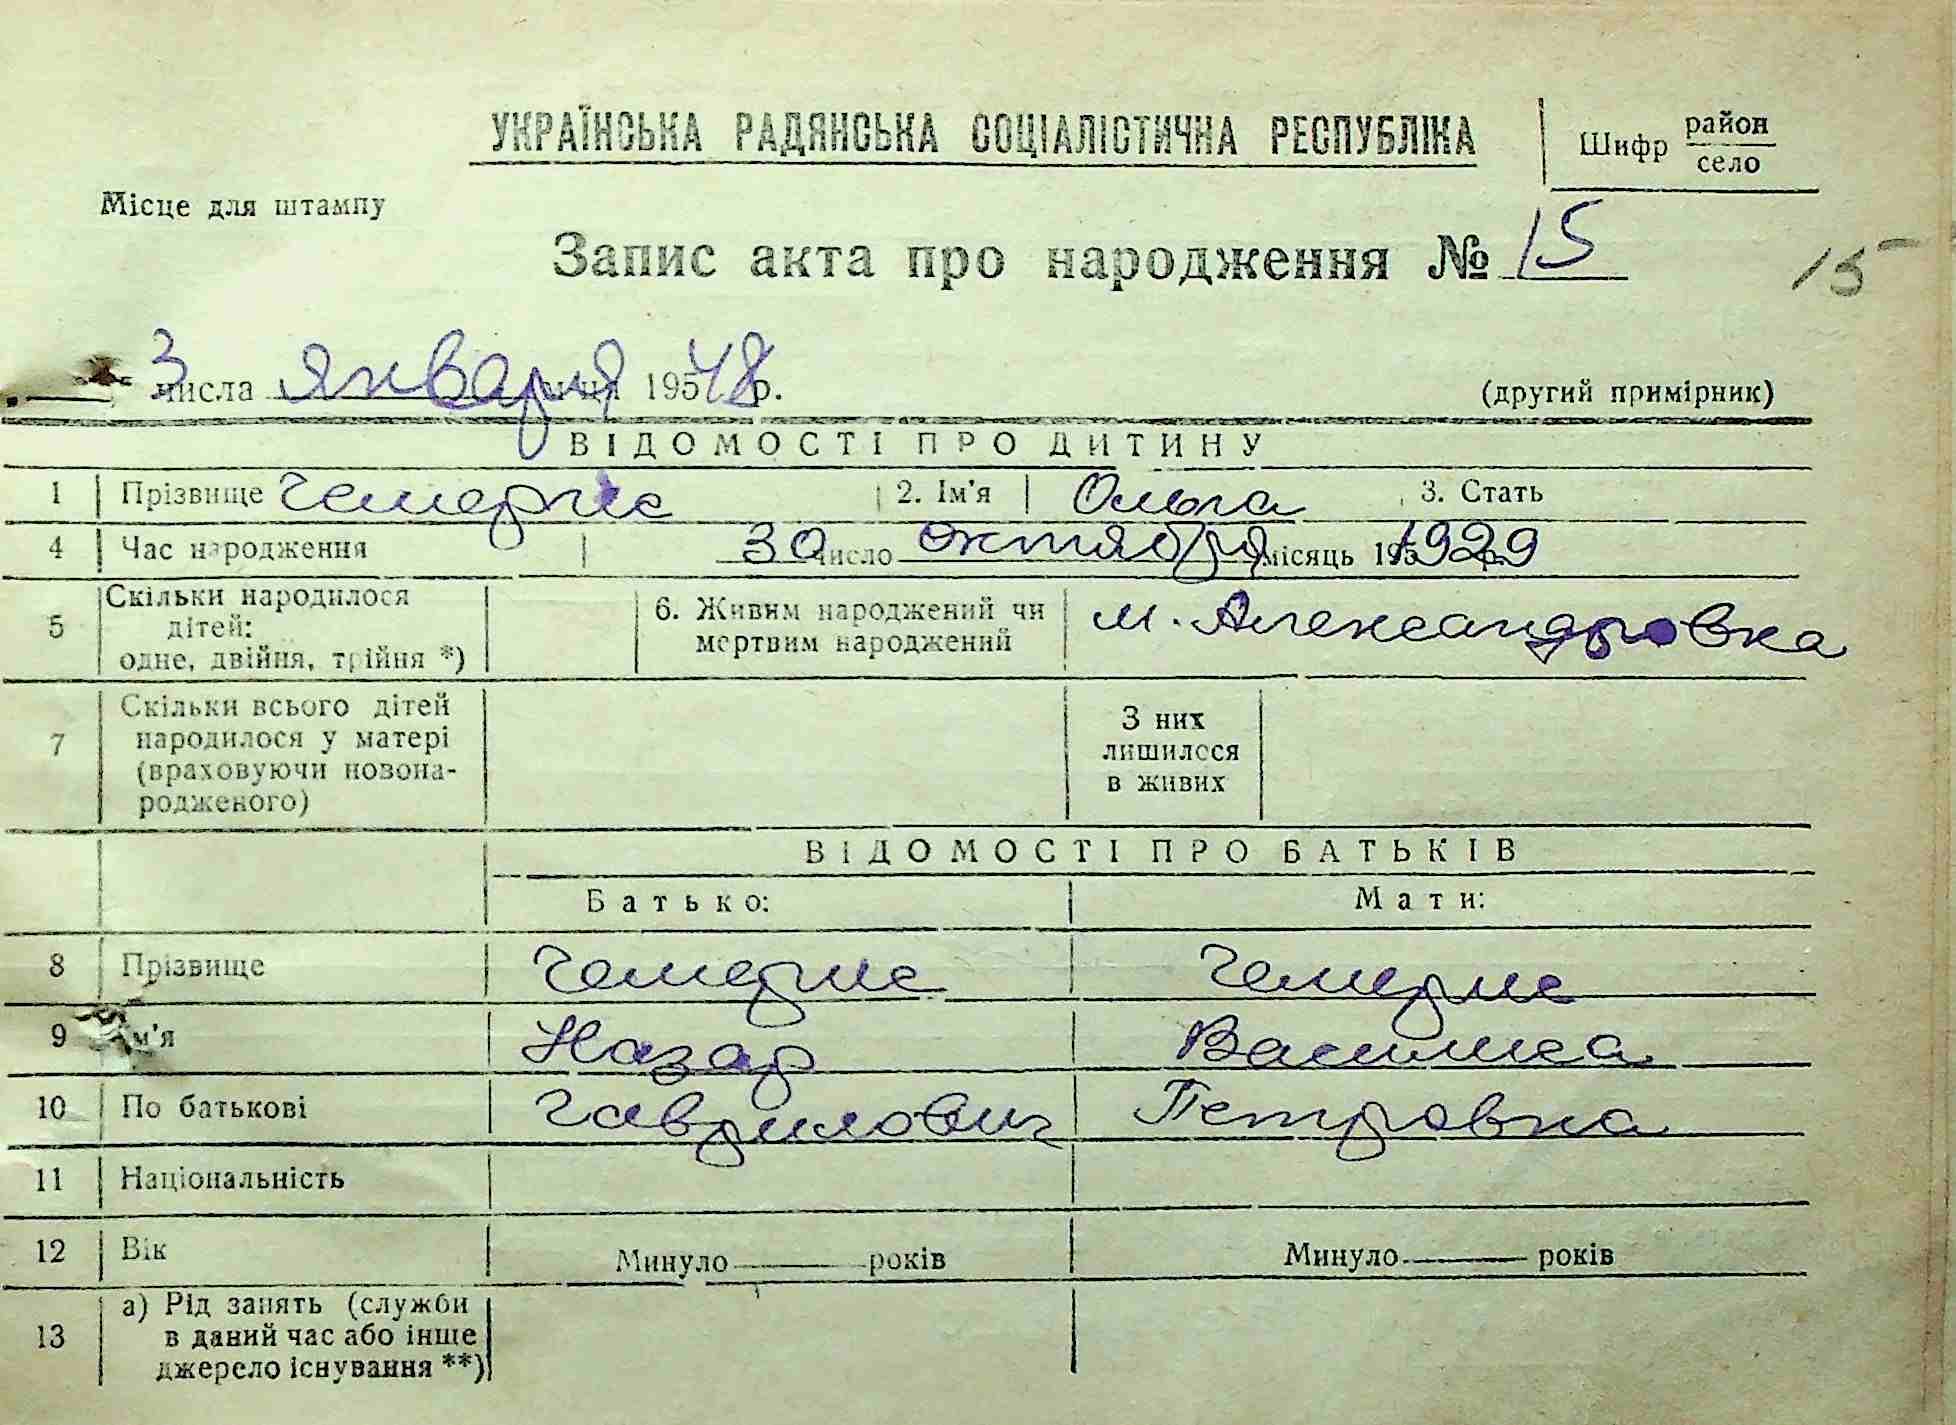 УКРАЇНСЬКА РАДЯНСЬКА СОЦІАЛІСТИЧНА РЕСПУБЛІКА
Шифр район
село
Місце для штампу
Запис акта про народження № 15
15
3 числа января 195 48 р.
(другий примірник)
ВІДОМОСТІ ПРО ДИТИНУ
1 Прізвище Чемерис 2. Ім'я Ольга 3. Стать
4 Час народження 30 число октября місяць 195 1929 р.
5 Скільки народилося дітей: одне, двійня, трійня *) 6. Живим народжений чи мертвим народжений м. Александровка
7 Скільки всього дітей народилося у матері (враховуючи новонародженого) З них лишилося в живих
ВІДОМОСТІ ПРО БАТЬКІВ
Батько: Мати:
8 Прізвище Чемерис Чемерис
9 Ім'я Назар Василиса
10 По батькові Гаврилович Петровна
11 Національність
12 Вік Минуло років Минуло років
13 а) Рід занять (служби в даний час або інше джерело існування **)